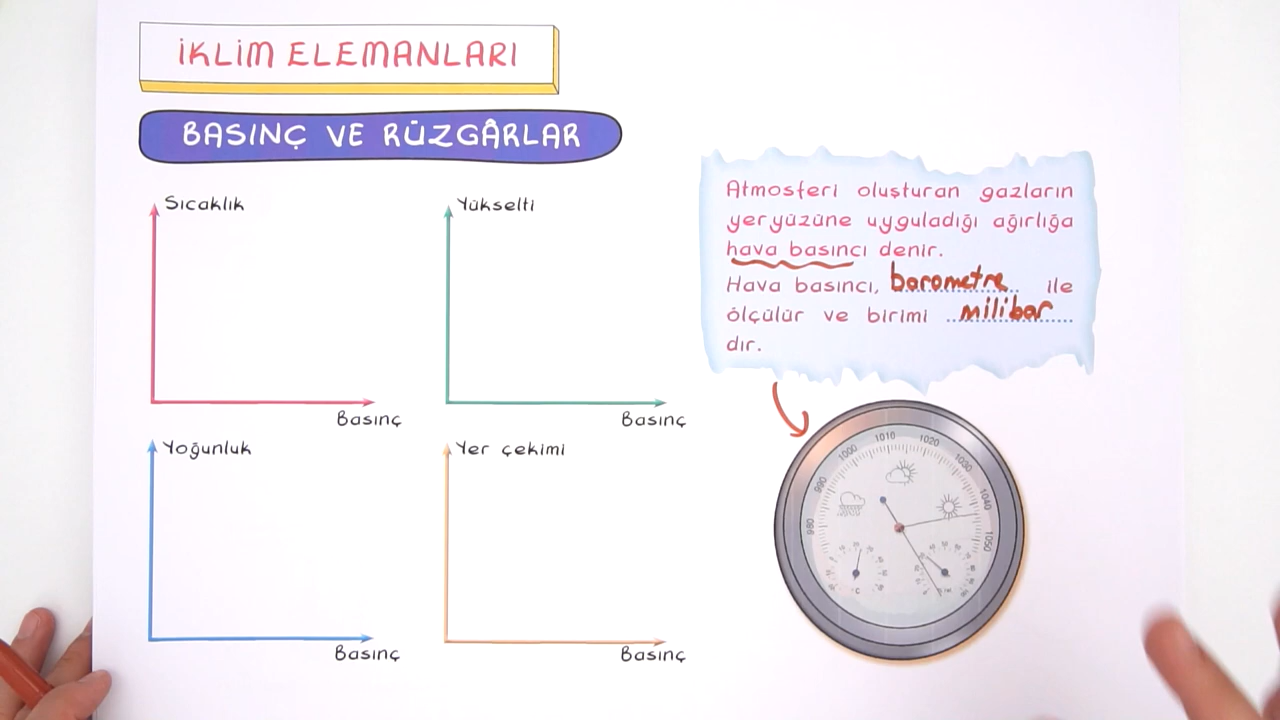 İKLİM ELEMANLARI
BASINÇ VE RÜZGÂRLAR
Sıcaklık
Basınç
Yükselti
Basınç
Yoğunluk
Basınç
Yer çekimi
Basınç
Atmosferi oluşturan gazların
yeryüzüne uyguladığı ağırlığa
hava basıncı denir.
Hava basıncı, barometre ile
ölçülür ve birimi milibar
dır.
980
990
1000
1010
1020
1030
1040
1050